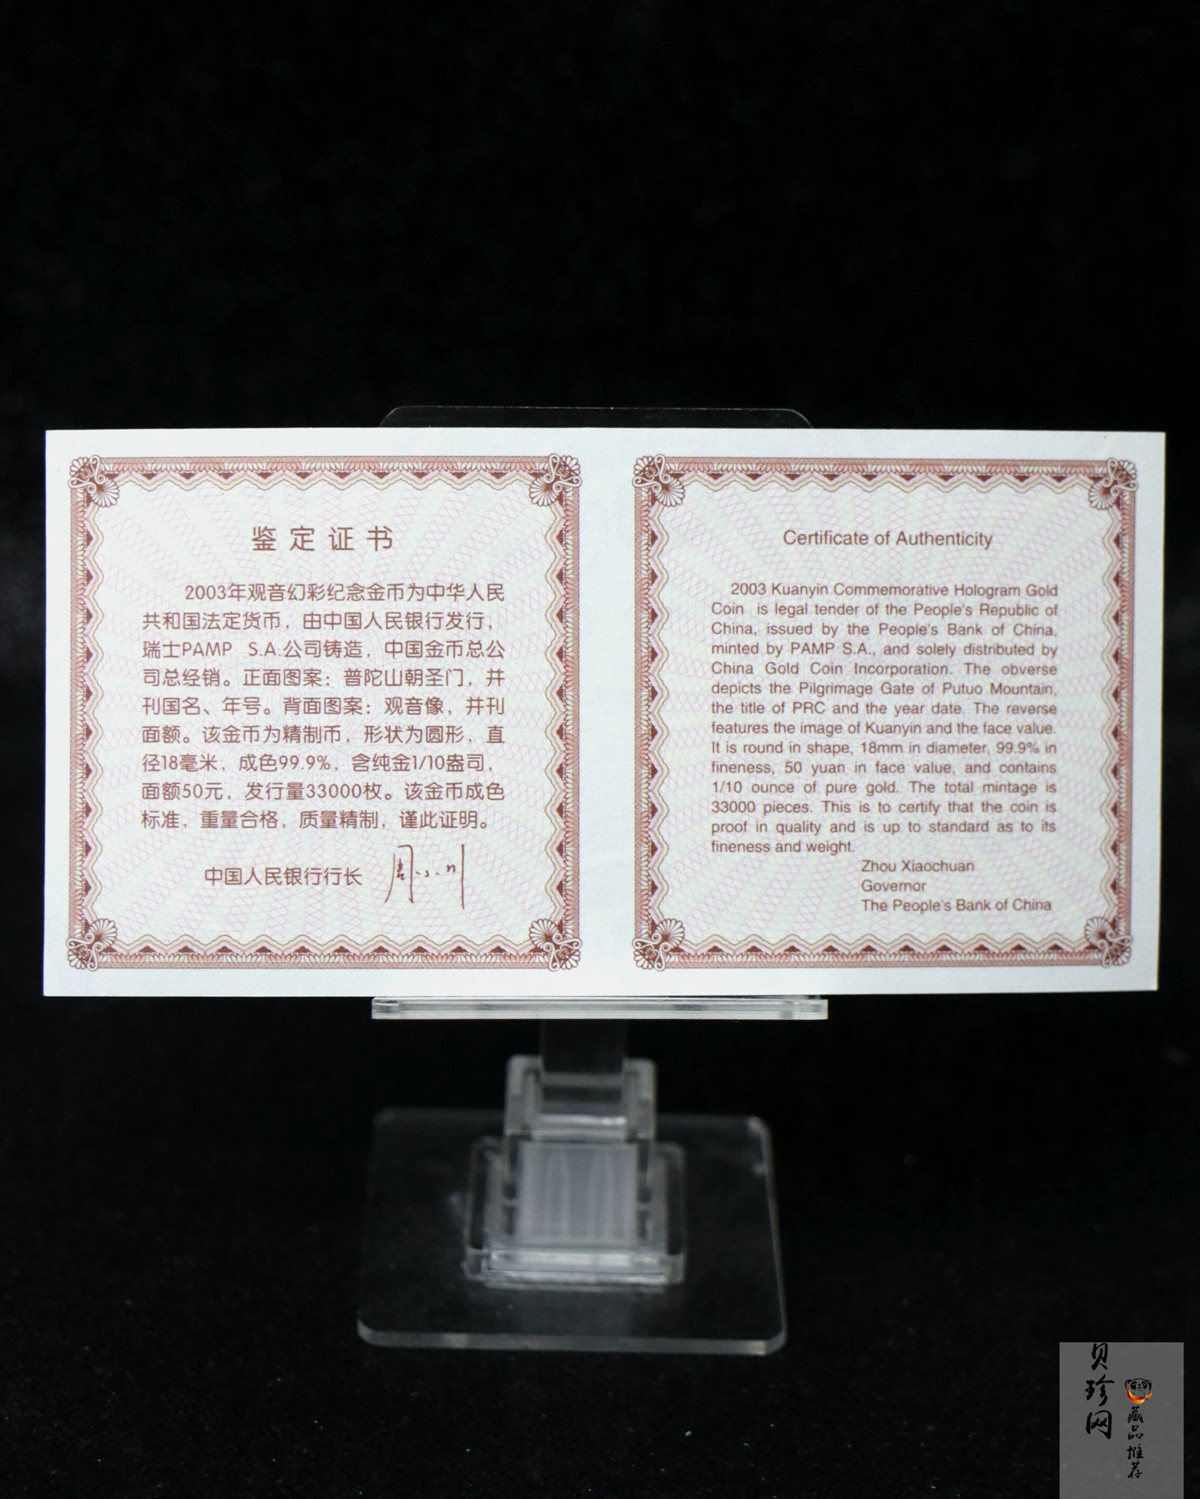 鉴定证书
2003年观音幻彩纪念金币为中华人民
共和国法定货币，由中国人民银行发行，
瑞士PAMP S.A.公司铸造，中国金币总公
司总经销。正面图案：普陀山朝圣门，并
刊国名、年号。背面图案：观音像，并刊
面额。该金币为精制币，形状为圆形，直
径18毫米，成色99.9%，含纯金1/10盎司，
面额50元，发行量33000枚。该金币成色
标准，重量合格，质量精制，谨此证明。
中国人民银行行长 周小川
Certificate of Authenticity
2003 Kuanyin Commemorative Hologram Gold
Coin is legal tender of the People's Republic of
China, issued by the People's Bank of China,
minted by PAMP S.A., and solely distributed by
China Gold Coin Incorporation. The obverse
depicts the Pilgrimage Gate of Putuo Mountain,
the title of PRC and the year date. The reverse
features the image of Kuanyin and the face value.
It is round in shape, 18mm in diameter, 99.9% in
fineness, 50 yuan in face value, and contains
1/10 ounce of pure gold. The total mintage is
33000 pieces. This is to certify that the coin is
proof in quality and is up to standard as to its
fineness and weight.
Zhou Xiaochuan
Governor
The People's Bank of China
贝珍网
藏品推荐